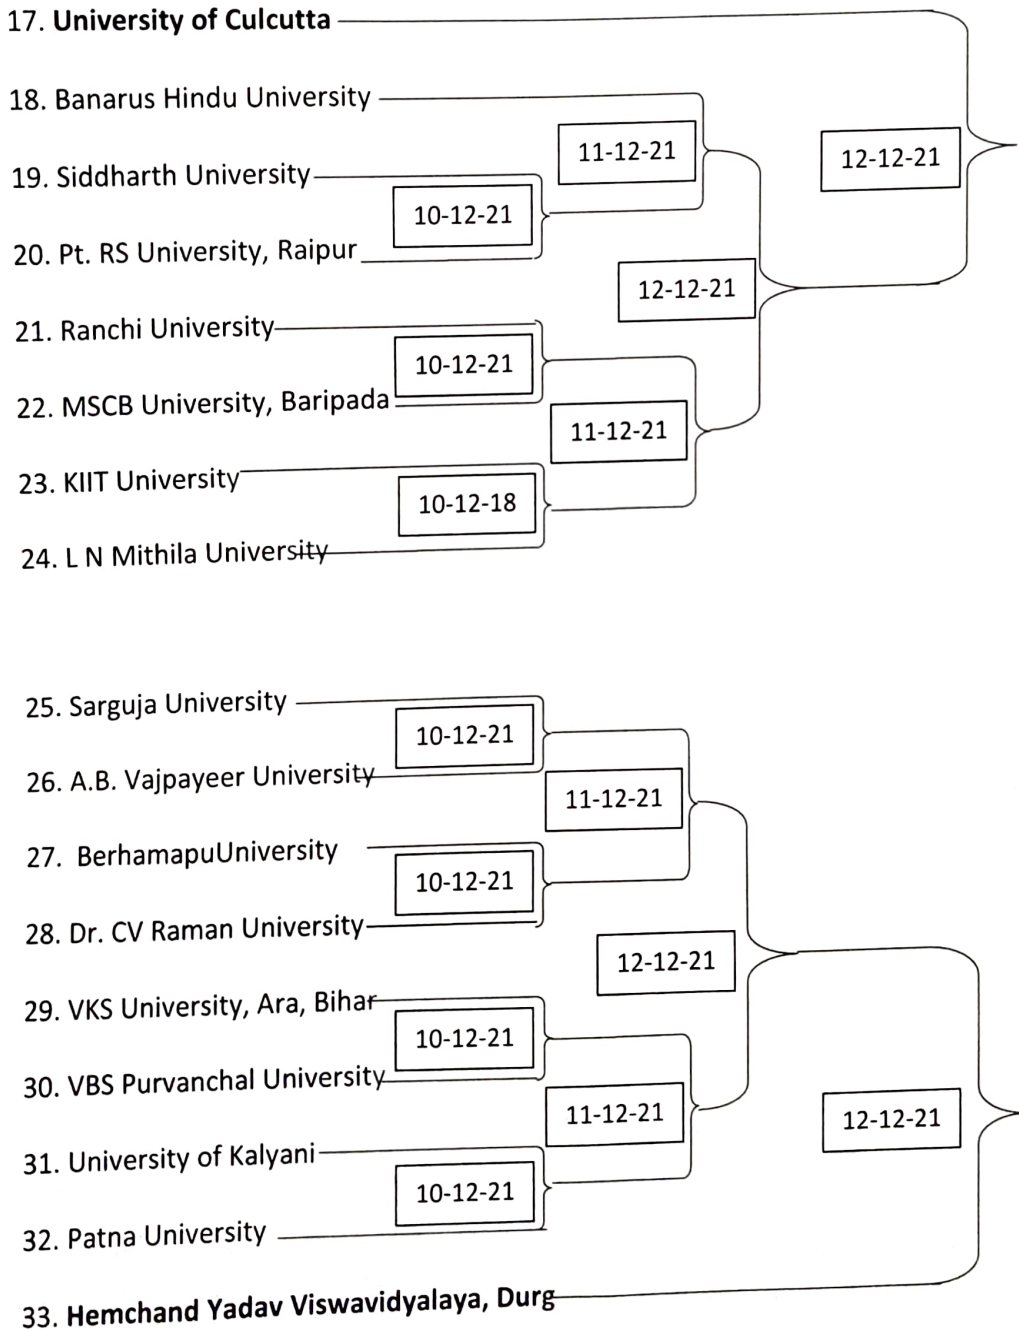 17. University of Culcutta
18. Banarus Hindu University
11-12-21
12-12-21
19. Siddharth University
10-12-21
20. Pt. RS University, Raipur
12-12-21
21. Ranchi University
10-12-21
22. MSCB University, Baripada
11-12-21
23. KIIT University
10-12-18
24. L N Mithila University
25. Sarguja University
10-12-21
26. A.B. Vajpayeer University
11-12-21
27. BerhamapuUniversity
10-12-21
28. Dr. CV Raman University
12-12-21
29. VKS University, Ara, Bihar
10-12-21
30. VBS Purvanchal University
11-12-21
12-12-21
31. University of Kalyani
10-12-21
32. Patna University
33. Hemchand Yadav Viswavidyalaya, Durg